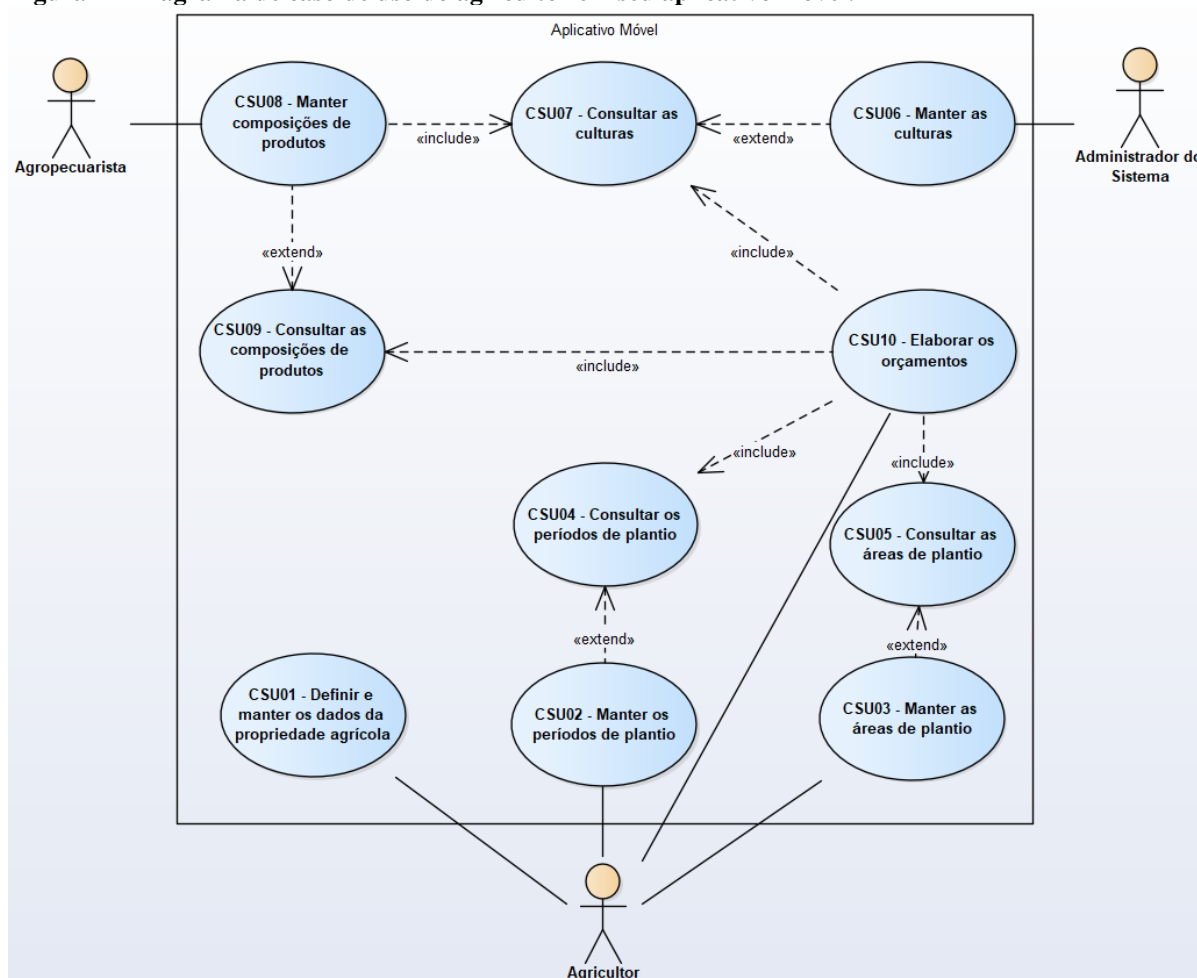 Aplicativo Móvel
CSU08 - Manter
composições de
produtos
CSU07 - Consultar as
culturas
CSU06 - Manter as
culturas
«include»
«extend»
Agropecuarista
Administrador do
Sistema
«extend»
«include»
CSU09 - Consultar as
composições de
produtos
CSU10 - Elaborar os
orçamentos
«include»
«include»
«include»
CSU04 - Consultar os
períodos de plantio
CSU05 - Consultar as
áreas de plantio
«extend»
«extend»
CSU01 - Definir e
manter os dados da
propriedade agrícola
CSU02 - Manter os
períodos de plantio
CSU03 - Manter as
áreas de plantio
Agricultor